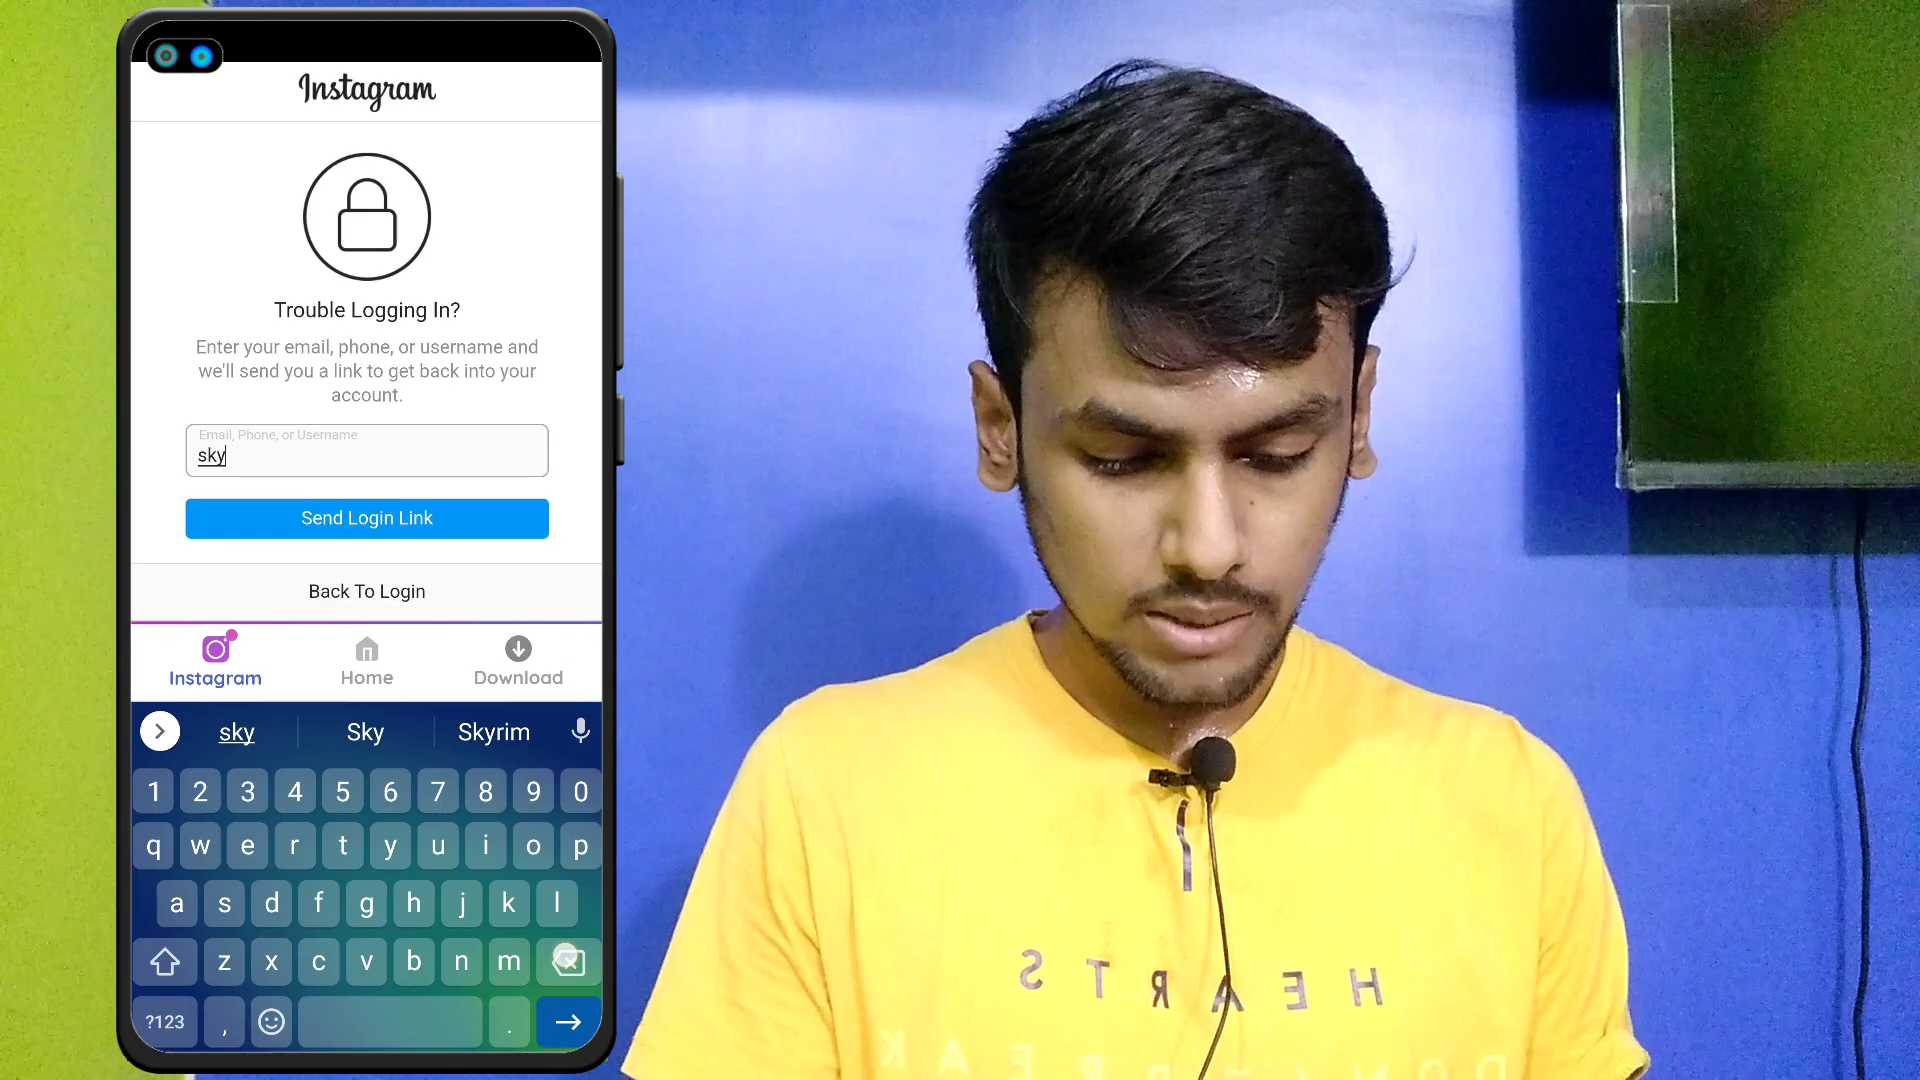 Instagram
Trouble Logging In?
Enter your email, phone, or username and
we'll send you a link to get back into your
account.
Email, Phone, or Username
sky
Send Login Link
Back To Login
Instagram Home Download
sky Sky Skyrim
1 2 3 4 5 6 7 8 9 0
q w e r t y u i o p
a s d f g h j k l
z x c v b n m
?123 , .
HEARTS